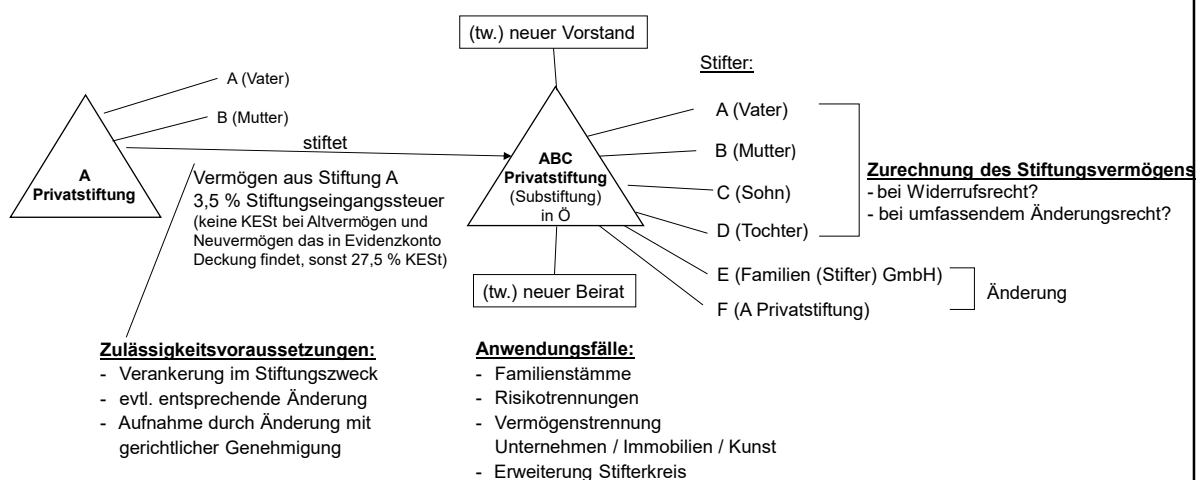 (tw.) neuer Vorstand
A (Vater)
B (Mutter)
A
Privatstiftung
stiftet
Vermögen aus Stiftung A
3,5 % Stiftungseingangssteuer
(keine KESt bei Altvermögen und
Neuvermögen das in Evidenzkonto
Deckung findet, sonst 27,5 % KESt)
ABC
Privatstiftung
(Substiftung)
in Ö
(tw.) neuer Beirat
Stifter:
A (Vater)
B (Mutter)
C (Sohn)
D (Tochter)
E (Familien (Stifter) GmbH)
F (A Privatstiftung)
Zurechnung des Stiftungsvermögens
- bei Widerrufsrecht?
- bei umfassendem Änderungsrecht?
Änderung
Zulässigkeitsvoraussetzungen:
- Verankerung im Stiftungszweck
- evtl. entsprechende Änderung
- Aufnahme durch Änderung mit
gerichtlicher Genehmigung
Anwendungsfälle:
- Familienstämme
- Risikotrennungen
- Vermögenstrennung
Unternehmen / Immobilien / Kunst
- Erweiterung Stifterkreis